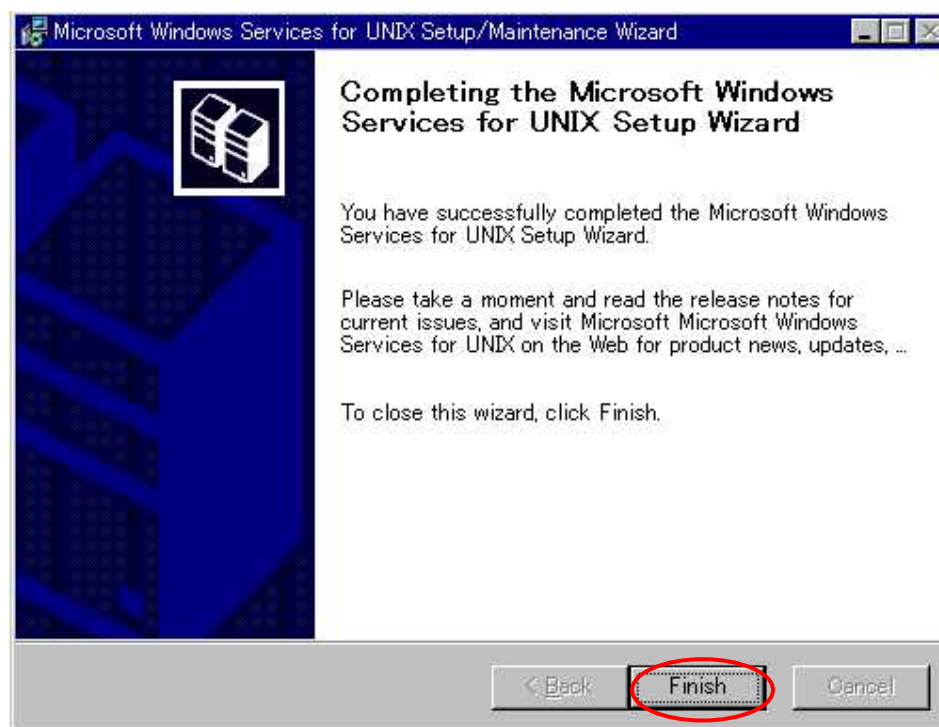 Microsoft Windows Services for UNIX Setup/Maintenance Wizard
Completing the Microsoft Windows
Services for UNIX Setup Wizard
You have successfully completed the Microsoft Windows
Services for UNIX Setup Wizard.
Please take a moment and read the release notes for
current issues, and visit Microsoft Microsoft Windows
Services for UNIX on the Web for product news, updates, ...
To close this wizard, click Finish.
< Back Finish Cancel